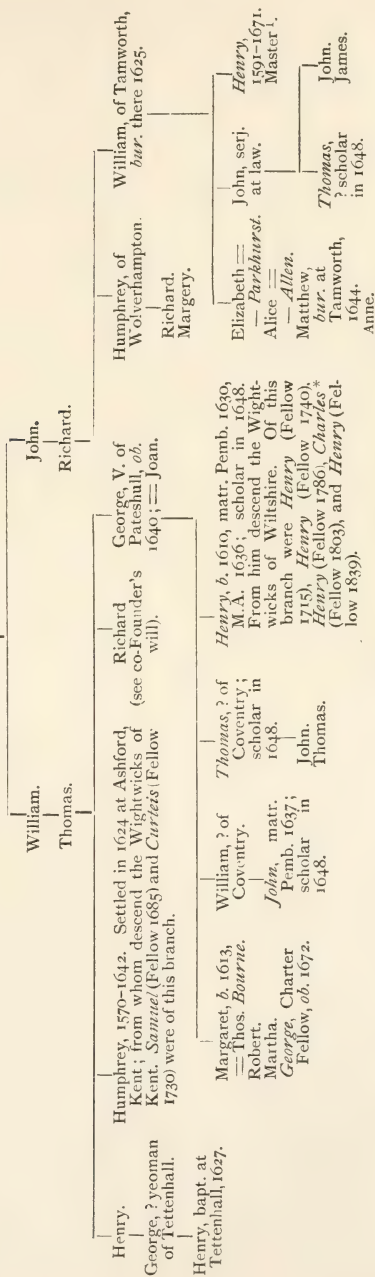 William.
Thomas.
John.
Richard.
Henry.
George, ? yeoman
of Tettenhall.
Henry, bapt. at
Tettenhall, 1627.
Humphrey, 1570-1642. Settled in 1624 at Ashford,
Kent; from whom descend the Wightwicks of
Kent. Samuel (Fellow 1685) and Curteis (Fellow
1730) were of this branch.
Richard
(see co-Founder's
will).
George, V. of
Pateshull, ob.
1640; = Joan.
Humphrey, of
Wolverhampton.
Richard.
Margery.
William, of Tamworth,
bur. there 1625.
Margaret, b. 1613,
= Thos. Bourne.
Robert.
Martha.
George, Charter
Fellow, ob. 1672.
William, ? of
Coventry.
John, matr.
Pemb. 1637;
scholar in
1648.
Thomas, ? of
Coventry;
scholar in
1648.
John.
Thomas.
Henry, b. 1610, matr. Pemb. 1630,
M.A. 1636; scholar in 1648.
From him descend the Wight-
wicks of Wiltshire. Of this
branch were Henry (Fellow
1715), Henry (Fellow 1740),
Henry (Fellow 1786), Charles*
(Fellow 1803), and Henry (Fel-
low 1839).
Elizabeth =
— Parkhurst.
Alice =
— Allen.
Matthew,
bur. at
Tamworth,
1644.
Anne.
John, serj.
at law.
Thomas,
? scholar
in 1648.
John.
James.
Henry,
1591-1671.
Master 1.